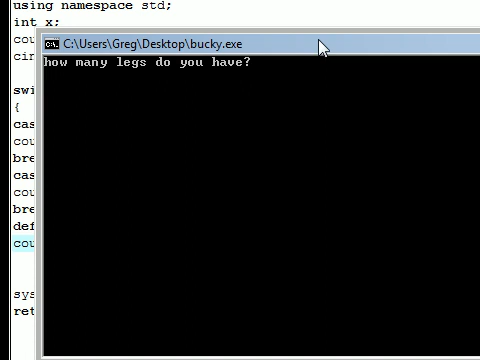 using namespace std;
int x;
cou
cin
C:\Users\Greg\Desktop\bucky.exe
how many legs do you have?
swi
{
cas
cou
bre
cas
cou
bre
def
cou
sys
ret